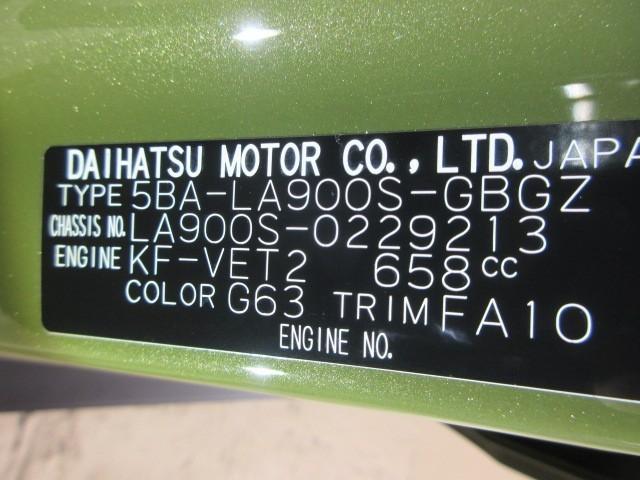 DAIHATSU MOTOR CO., LTD. JAPA
TYPE 5BA-LA900S-GBGZ
CHASSIS NO. LA900S-0229213
ENGINE KF-VET2 658cc
COLOR G63 TRIM FA10
ENGINE NO.